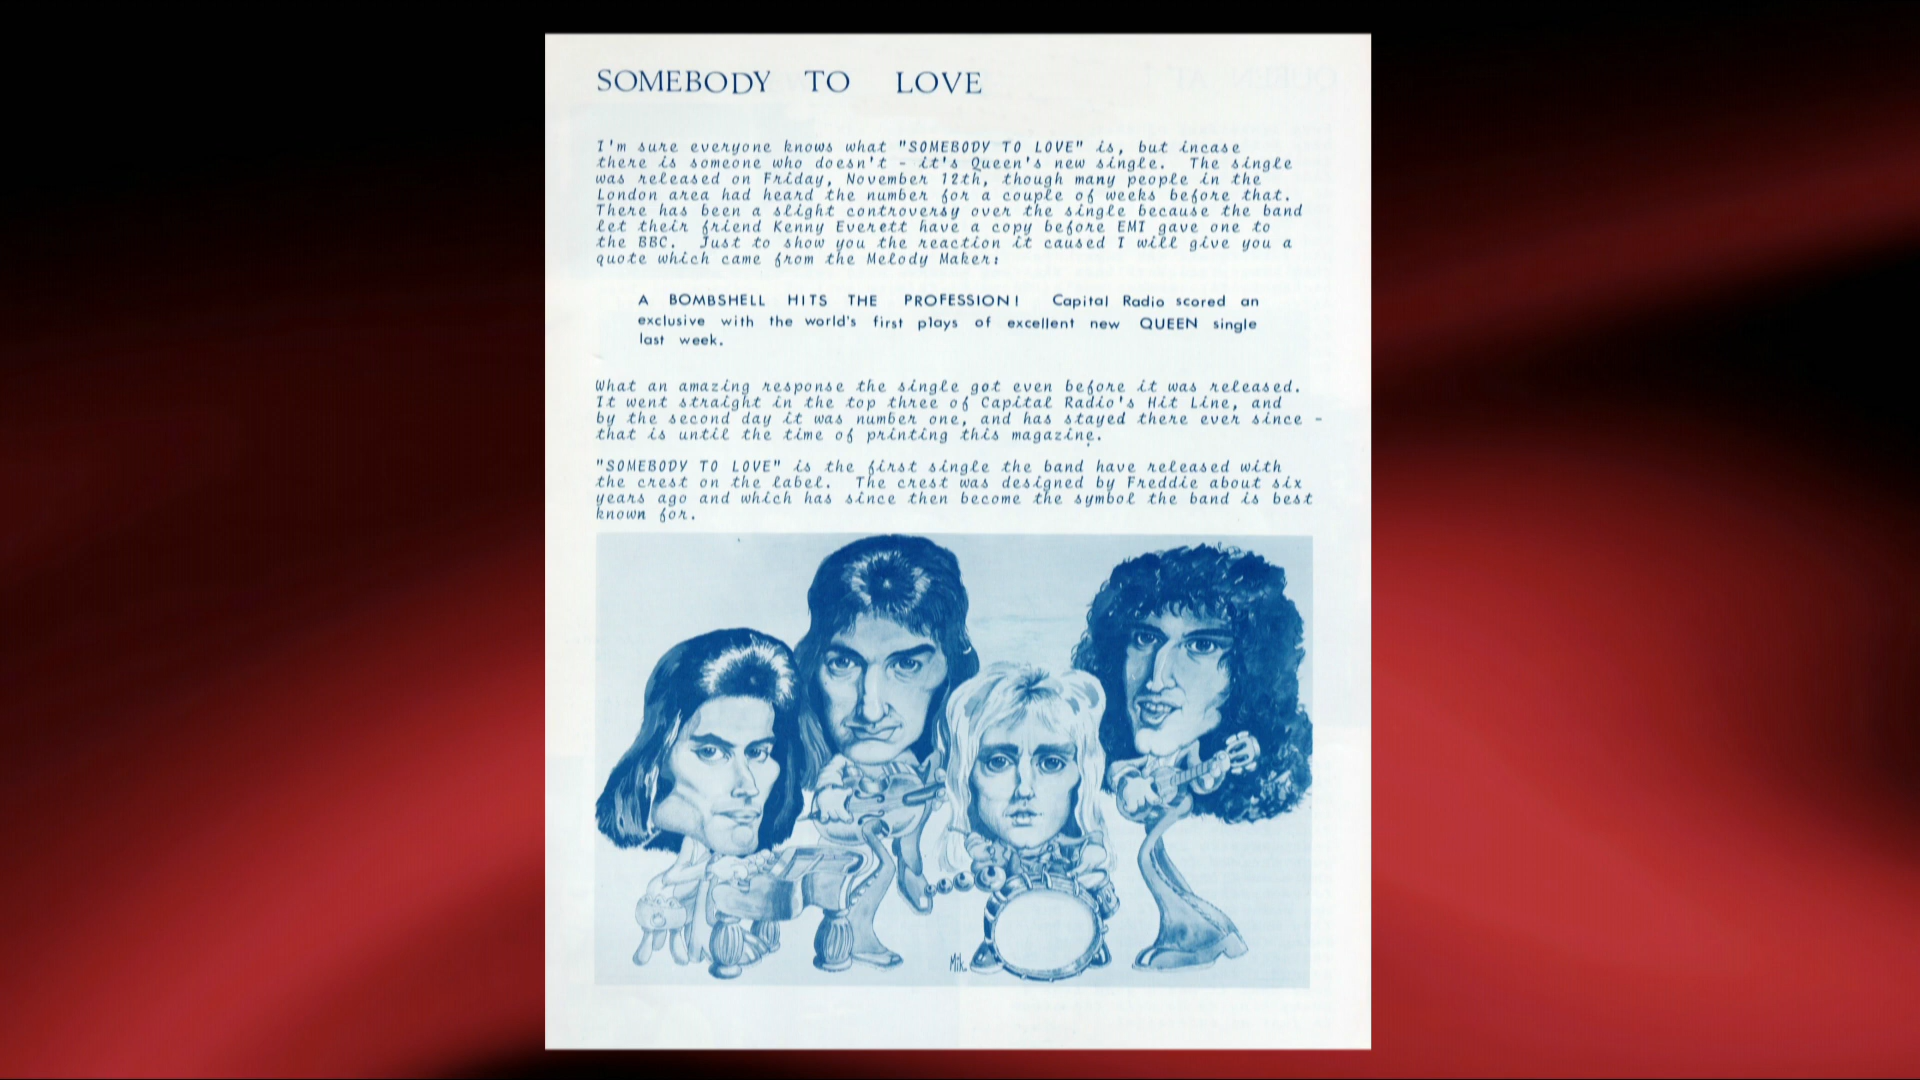 SOMEBODY TO LOVE
I'm sure everyone knows what "SOMEBODY TO LOVE" is, but incase
there is someone who doesn't - it's Queen's new single. The single
was released on Friday, November 12th, though many people in the
London area had heard the number for a couple of weeks before that.
There has been a slight controversy over the single because the band
let their friend Kenny Everett have a copy before EMI gave one to
the BBC. Just to show you the reaction it caused I will give you a
quote which came from the Melody Maker:
A BOMBSHELL HITS THE PROFESSION! Capital Radio scored an
exclusive with the world's first plays of excellent new QUEEN single
last week.
What an amazing response the single got even before it was released.
It went straight in the top three of Capital Radio's Hit Line, and
by the second day it was number one, and has stayed there ever since -
that is until the time of printing this magazine.
"SOMEBODY TO LOVE" is the first single the band have released with
the crest on the label. The crest was designed by Freddie about six
years ago and which has since then become the symbol the band is best
known for.
Mik